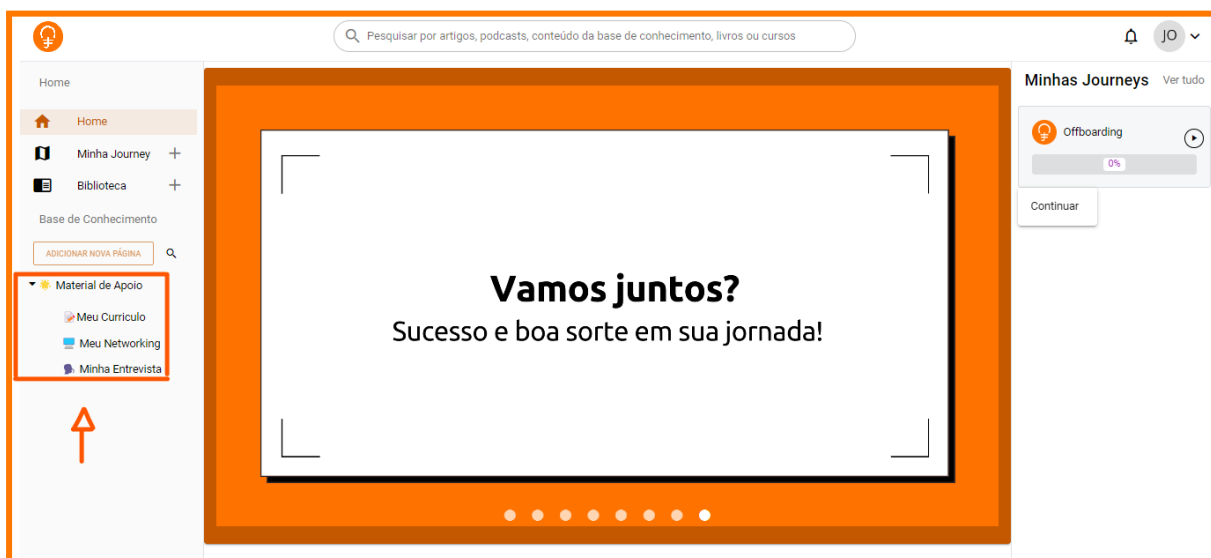 Pesquisar por artigos, podcasts, conteúdo da base de conhecimento, livros ou cursos
JO
Home
Home
Minha Journey
Biblioteca
Base de Conhecimento
ADICIONAR NOVA PÁGINA
Material de Apoio
Meu Curriculo
Meu Networking
Minha Entrevista
Vamos juntos?
Sucesso e boa sorte em sua jornada!
Minhas Journeys Ver tudo
Offboarding
0%
Continuar